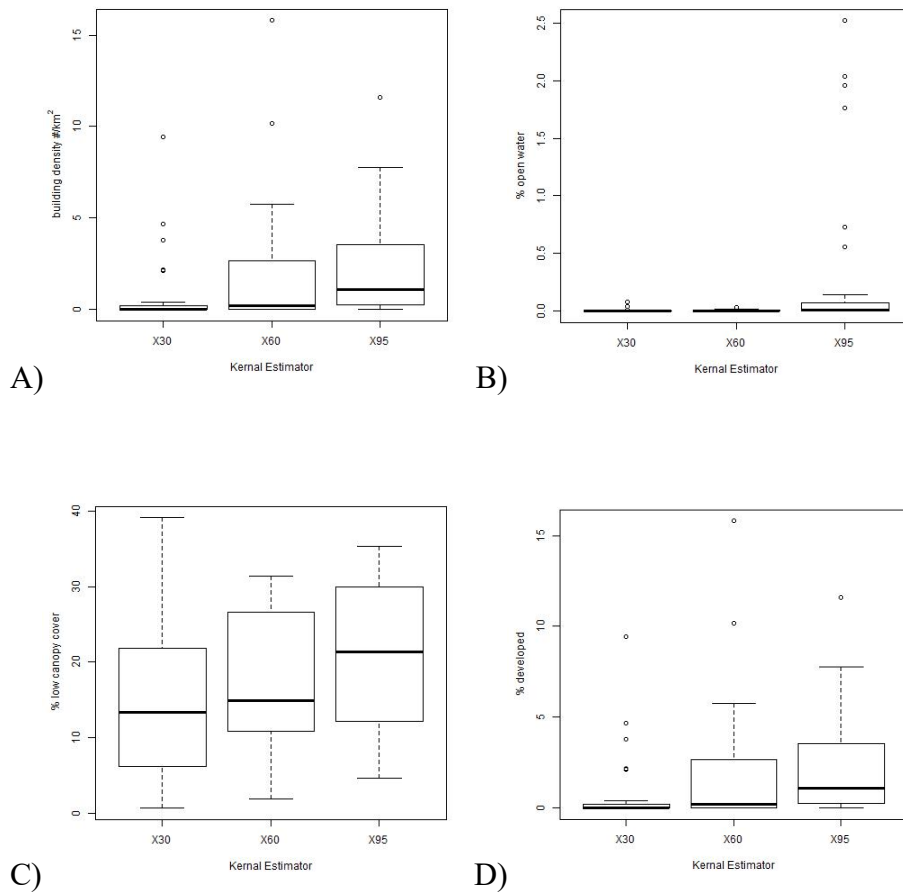 15
10
5
0
building density #/km²
X30 X60 X95
Kernal Estimator
A)
2.5
2.0
1.5
1.0
0.5
0.0
% open water
X30 X60 X95
Kernal Estimator
B)
40
30
20
10
0
% low canopy cover
X30 X60 X95
Kernal Estimator
C)
15
10
5
0
% developed
X30 X60 X95
Kernal Estimator
D)